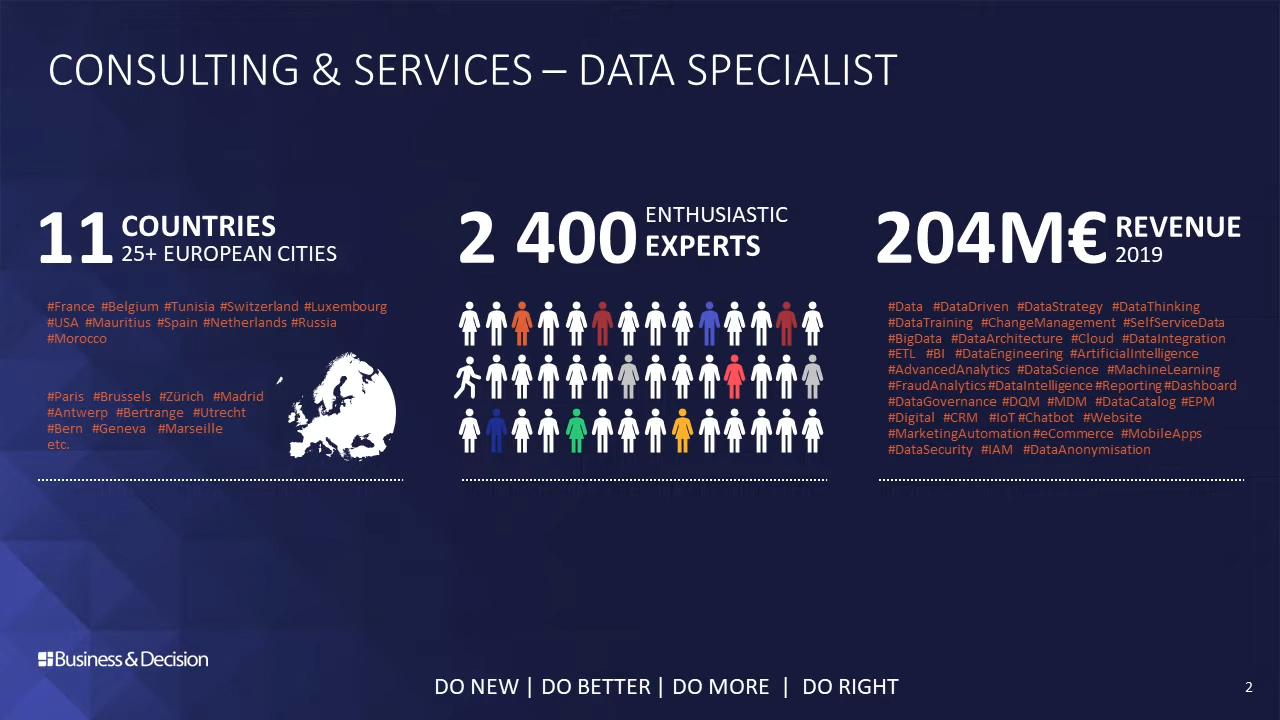 CONSULTING & SERVICES – DATA SPECIALIST
11 COUNTRIES
25+ EUROPEAN CITIES
#France #Belgium #Tunisia #Switzerland #Luxembourg
#USA #Mauritius #Spain #Netherlands #Russia
#Morocco
#Paris #Brussels #Zürich #Madrid
#Antwerp #Bertrange #Utrecht
#Bern #Geneva #Marseille
etc.
2 400 ENTHUSIASTIC
EXPERTS
204M€ REVENUE
2019
#Data #DataDriven #DataStrategy #DataThinking
#DataTraining #ChangeManagement #SelfServiceData
#BigData #DataArchitecture #Cloud #DataIntegration
#ETL #BI #DataEngineering #ArtificialIntelligence
#AdvancedAnalytics #DataScience #MachineLearning
#FraudAnalytics #DataIntelligence #Reporting #Dashboard
#DataGovernance #DQM #MDM #DataCatalog #EPM
#Digital #CRM #IoT #Chatbot #Website
#MarketingAutomation #eCommerce #MobileApps
#DataSecurity #IAM #DataAnonymisation
Business & Decision
DO NEW | DO BETTER | DO MORE | DO RIGHT
2